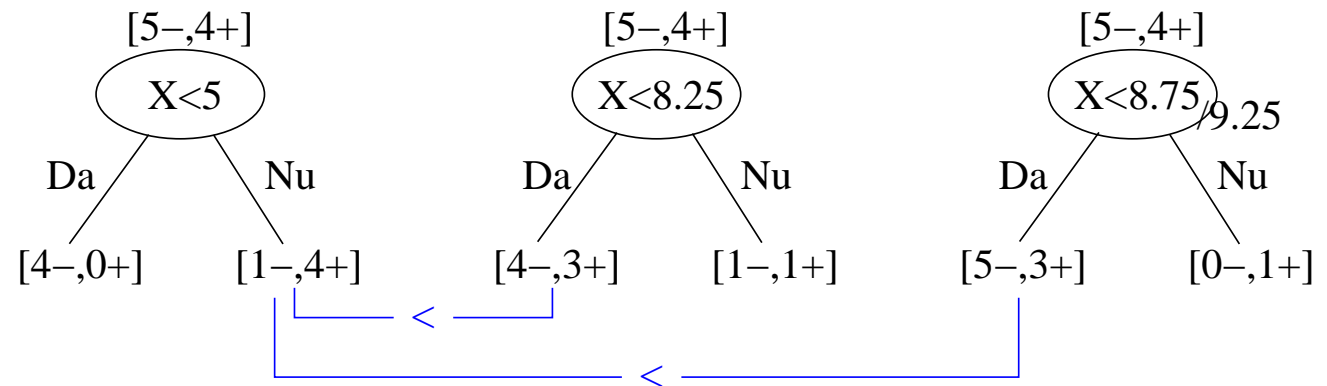 [5−,4+] [5−,4+] [5−,4+]
X<5 X<8.25 X<8.75/9.25
Da Nu Da Nu Da Nu
[4−,0+] [1−,4+] [4−,3+] [1−,1+] [5−,3+] [0−,1+]
<
<